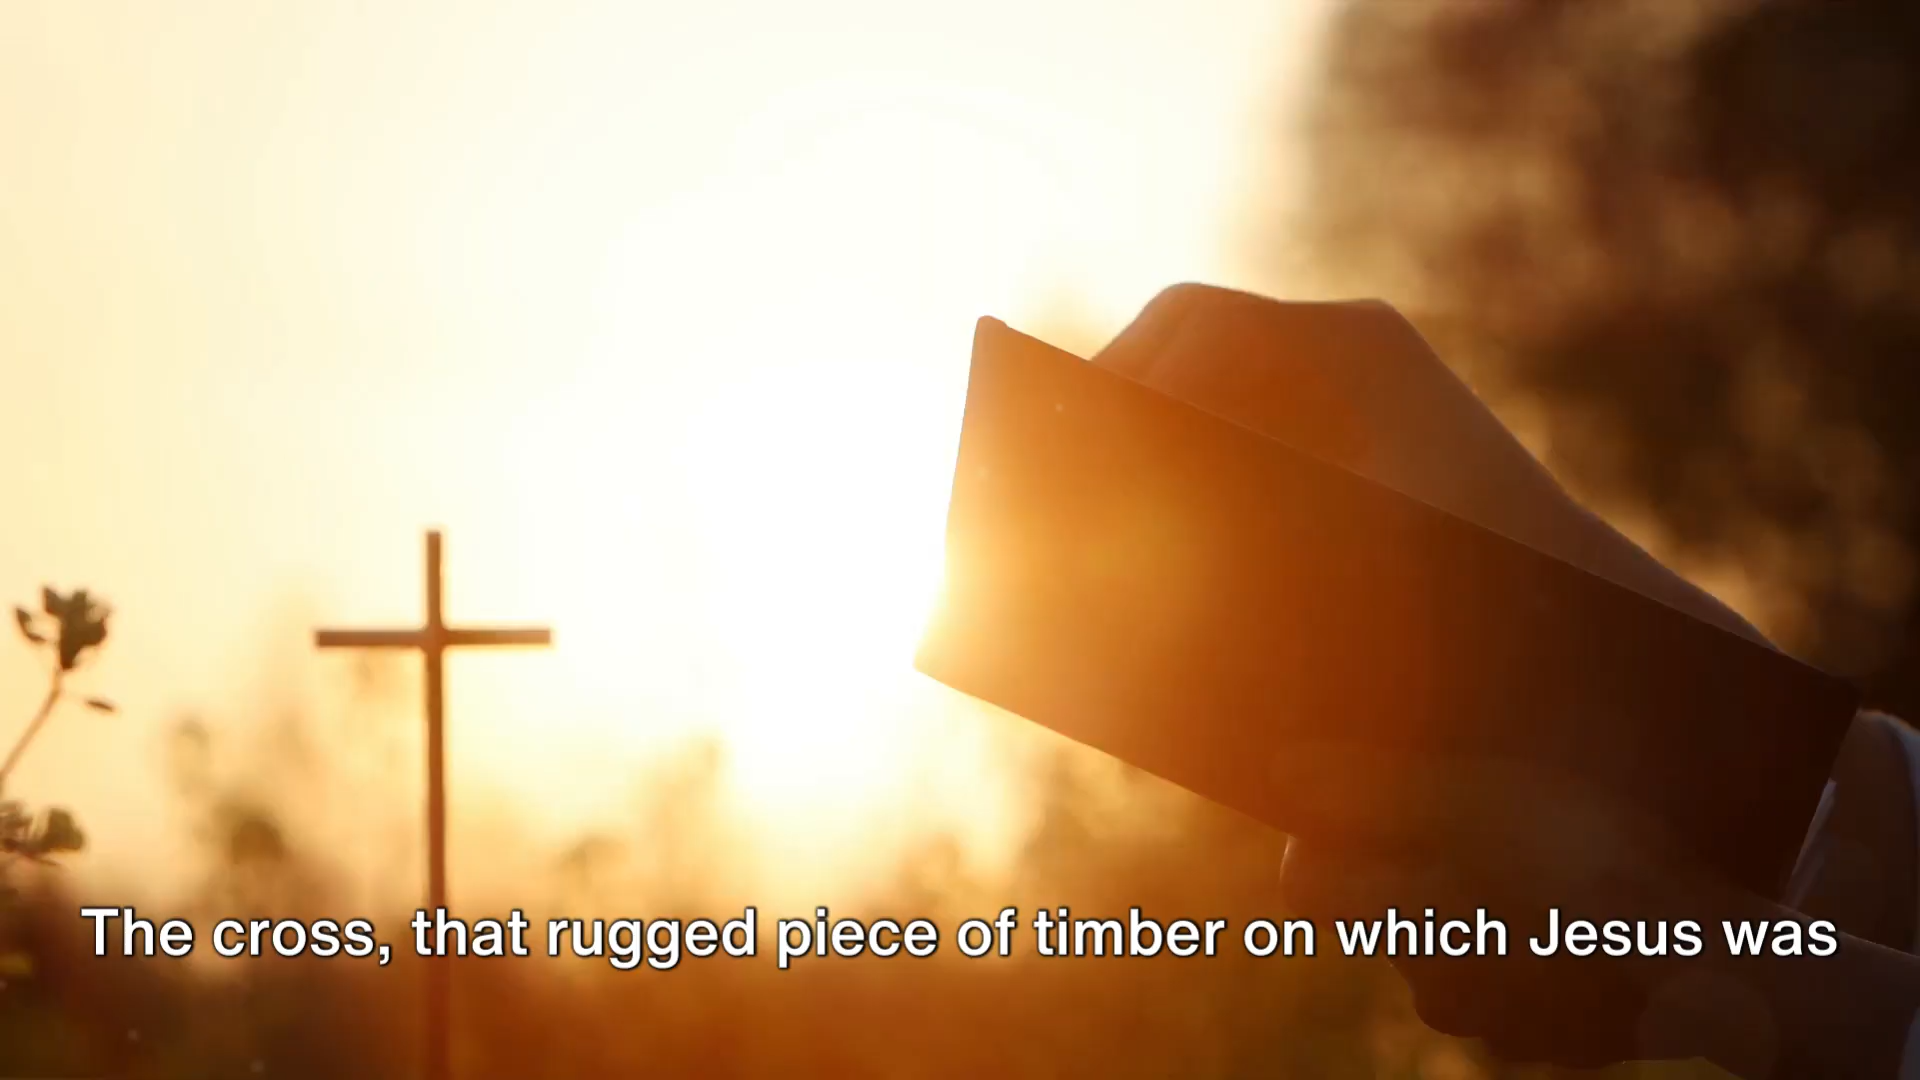 The cross, that rugged piece of timber on which Jesus was